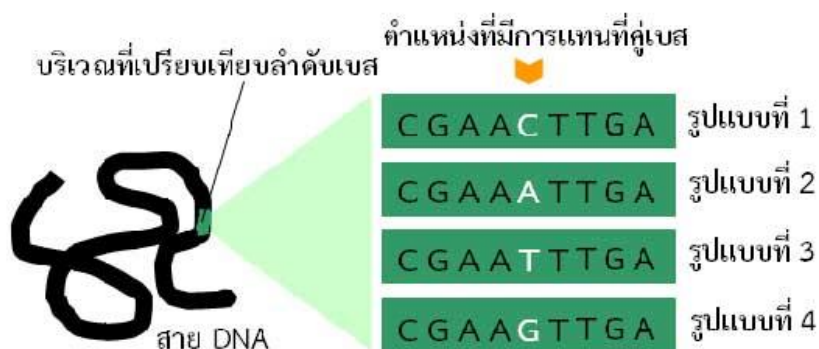 ตำแหน่งที่มีการแทนที่คู่เบส
บริเวณที่เปรียบเทียบลำดับเบส
CGAACTTGA รูปแบบที่ 1
CGAAATTGA รูปแบบที่ 2
CGAATTTGA รูปแบบที่ 3
CGAAGTTGA รูปแบบที่ 4
สาย DNA